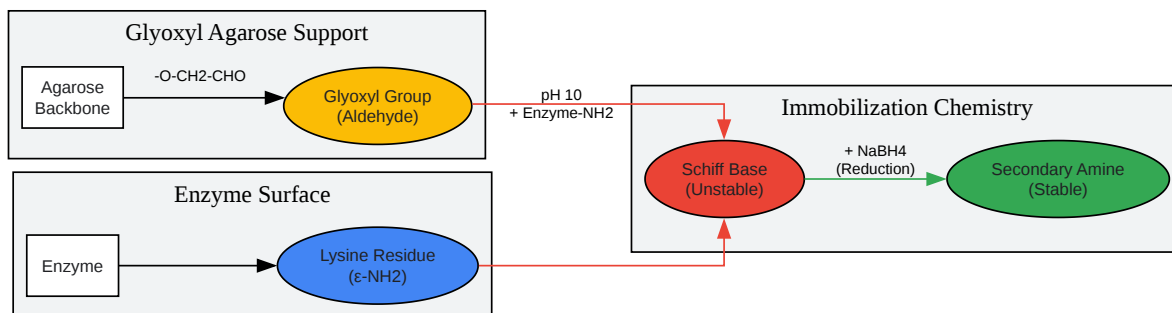 Glyoxyl Agarose Support
Agarose
Backbone
-O-CH2-CHO
Glyoxyl Group
(Aldehyde)
pH 10
+ Enzyme-NH2
Immobilization Chemistry
Schiff Base
(Unstable)
+ NaBH4
(Reduction)
Secondary Amine
(Stable)
Enzyme Surface
Enzyme
Lysine Residue
(ε-NH2)